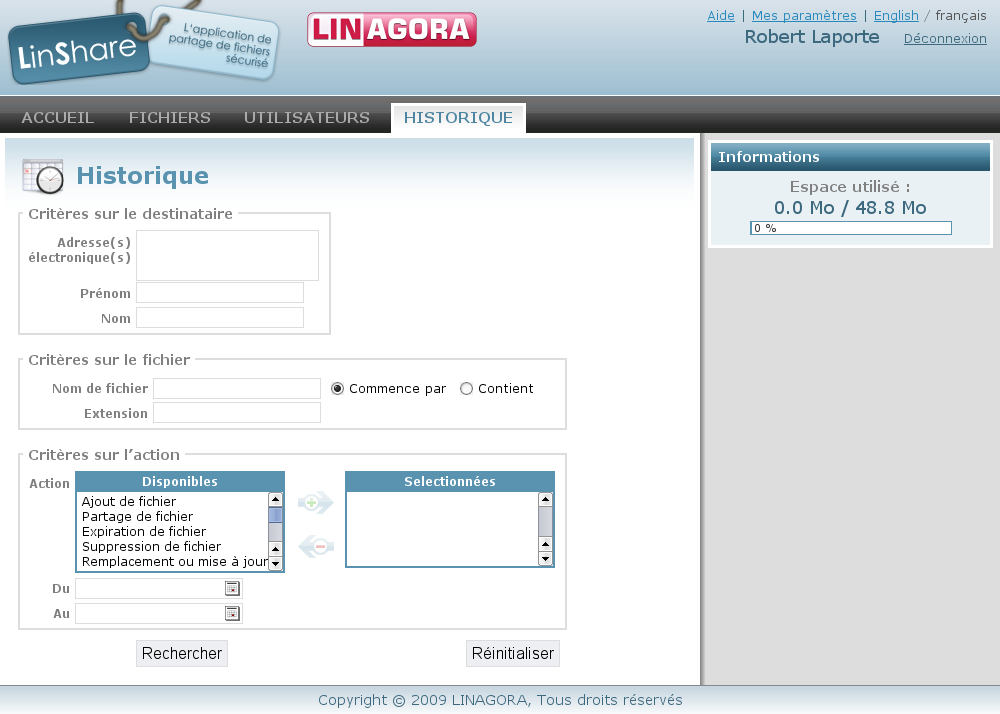 LinShare
L'application de
partage de fichiers
sécurisé
LINAGORA
Aide | Mes paramètres | English / français
Robert Laporte Déconnexion
ACCUEIL FICHIERS UTILISATEURS HISTORIQUE
Historique
Critères sur le destinataire
Adresse(s)
électronique(s)
Prénom
Nom
Critères sur le fichier
Nom de fichier Commence par Contient
Extension
Critères sur l'action
Action Disponibles Selectionnées
Ajout de fichier
Partage de fichier
Expiration de fichier
Suppression de fichier
Remplacement ou mise à jour
Du
Au
Rechercher Réinitialiser
Informations
Espace utilisé :
0.0 Mo / 48.8 Mo
0 %
Copyright © 2009 LINAGORA, Tous droits réservés